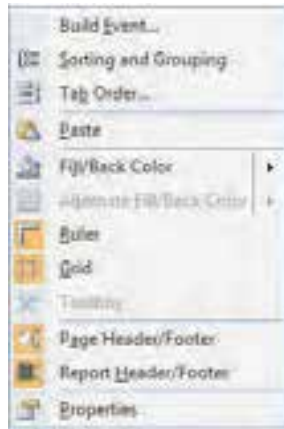 Build Event...
Sorting and Grouping
Tab Order...
Paste
Fill/Back Color
Alternate Fill/Back Color
Ruler
Grid
Toolbox
Page Header/Footer
Report Header/Footer
Properties